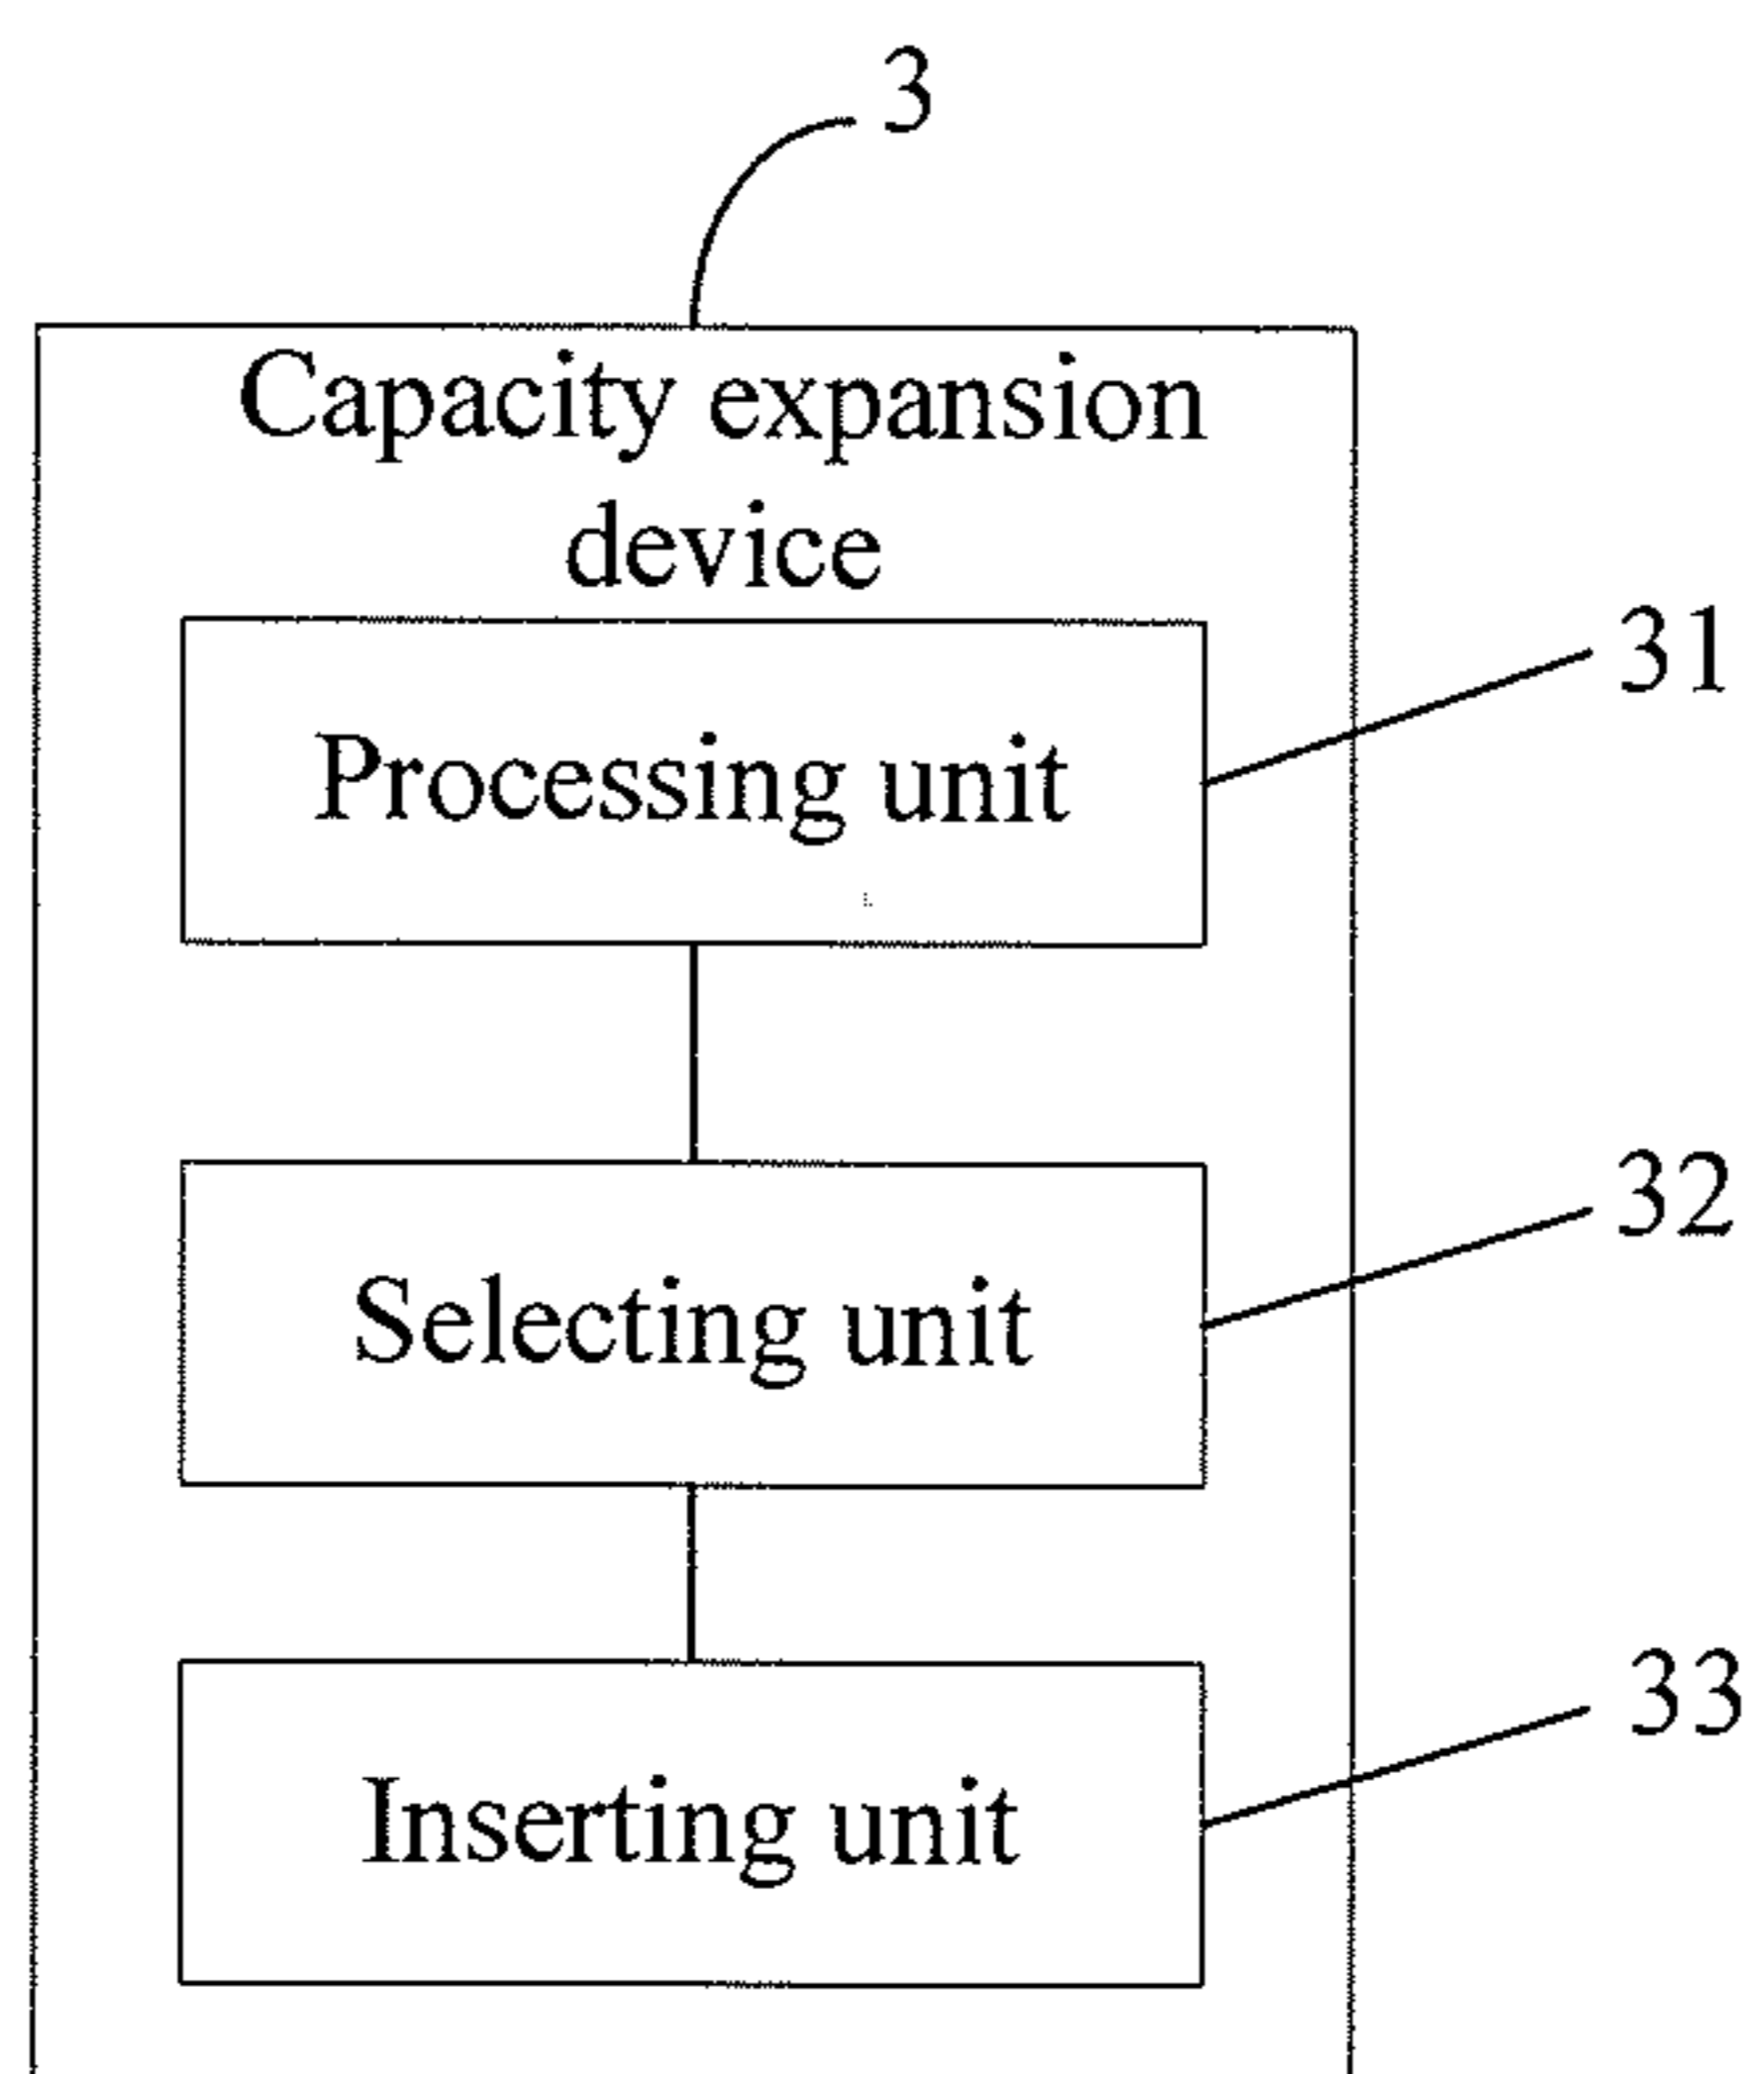 3
Capacity expansion
device
31
Processing unit
32
Selecting unit
33
Inserting unit